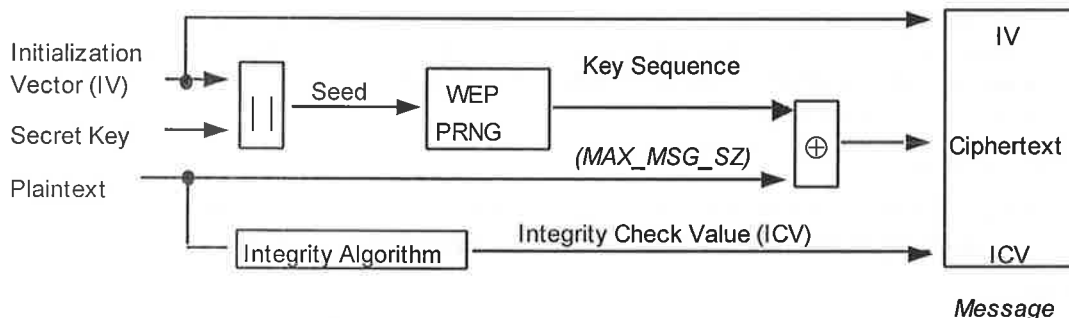 Initialization
Vector (IV)
Secret Key
Plaintext
| |
Seed
WEP
PRNG
Key Sequence
(MAX_MSG_SZ)
⊕
Integrity Algorithm
Integrity Check Value (ICV)
IV
Ciphertext
ICV
Message